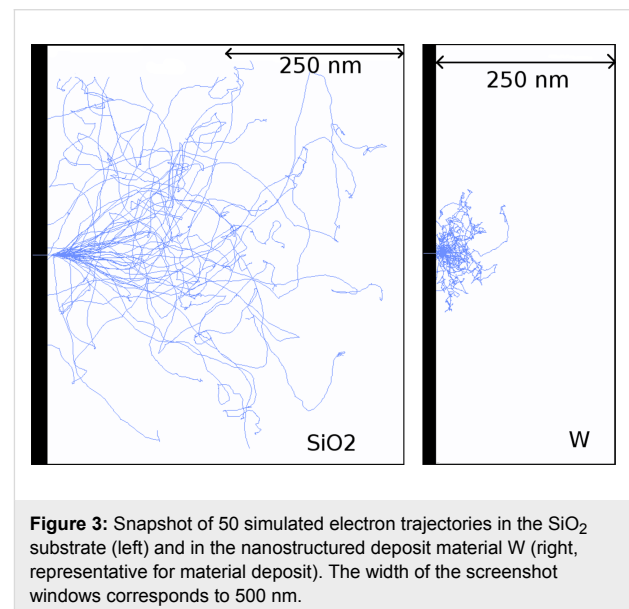 250 nm
250 nm
SiO2
W
Figure 3: Snapshot of 50 simulated electron trajectories in the SiO2
substrate (left) and in the nanostructured deposit material W (right,
representative for material deposit). The width of the screenshot
windows corresponds to 500 nm.